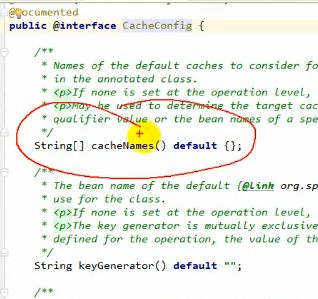 @Documented
public @interface CacheConfig {
/**
* Names of the default caches to consider fo
* in the annotated class.
* <p>If none is set at the operation level,
* <p>May be used to determine the target cac
* qualifier value or the bean names of a spe
*/
String[] cacheNames() default {};
/**
* The bean name of the default {@link org.sp
* use for the class.
* <p>If none is set at the operation level,
* <p>The key generator is mutually exclusive
* defined for the operation, the value of th
*/
String keyGenerator() default "";
/**